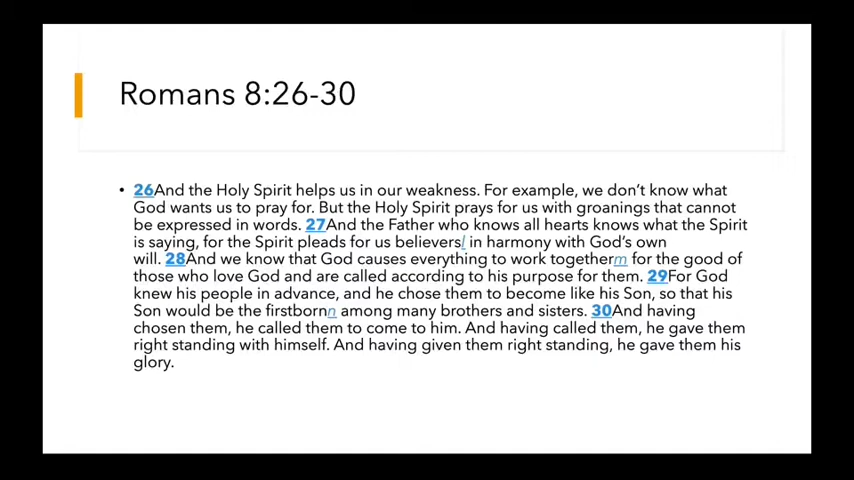 Romans 8:26-30
• 26And the Holy Spirit helps us in our weakness. For example, we don’t know what
God wants us to pray for. But the Holy Spirit prays for us with groanings that cannot
be expressed in words. 27And the Father who knows all hearts knows what the Spirit
is saying, for the Spirit pleads for us believersl in harmony with God’s own
will. 28And we know that God causes everything to work togetherm for the good of
those who love God and are called according to his purpose for them. 29For God
knew his people in advance, and he chose them to become like his Son, so that his
Son would be the firstbornn among many brothers and sisters. 30And having
chosen them, he called them to come to him. And having called them, he gave them
right standing with himself. And having given them right standing, he gave them his
glory.